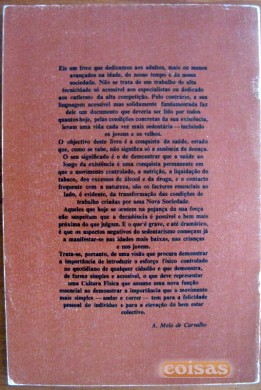 Eis um livro que dedicamos aos adultos, mais ou menos
avançados na idade, do nosso tempo e da nossa
sociedade. Não se trata de um trabalho de alta
tecnicidade só acessível aos especialistas ou dedicado
aos enfermo da alta competição. Pelo contrário, a sua
linguagem acessível mas solidamente fundamentada faz
dele um documento que deveria ser lido por todos
quantos hoje, pelas condições concretas da sua existência,
levam uma vida cada vez mais sedentária — incluindo
os jovens e os velhos.
O objectivo deste livro é a conquista da saúde, estado
que, como se sabe, não significa só a ausência de doença.
O seu significado é o de demonstrar que a saúde ao
longo da existência é uma conquista permanente em
que o movimento controlado, a nutrição, a liquidação do
tabaco, dos excessos de álcool e da droga, e o contacto
frequente com a natureza, são os factores essenciais ao
lado, é evidente, da transformação das condições de
trabalho criadas por uma Nova Sociedade.
Aqueles que hoje se sentem na pujança da sua força
não suspeitam que a decadência é possível e bem mais
próxima do que julgam. E o que é grave, e até dramático,
é que os aspectos negativos do sedentarismo começam já
a manifestar-se nas idades mais baixas, nas crianças
e nos jovens.
Trata-se, portanto, de uma visão que procura demonstrar
a importância de introduzir o esforço físico controlado
no quotidiano de qualquer cidadão e que demonstra,
de forma simples e acessível, o que deve representar
uma Cultura Física que assume uma nova função
essencial ao demonstrar a importância que o movimento
mais simples — andar e correr — tem para a felicidade
pessoal do indivíduo e para a elevação do bem estar
colectivo.
A. Melo de Carvalho
coisas